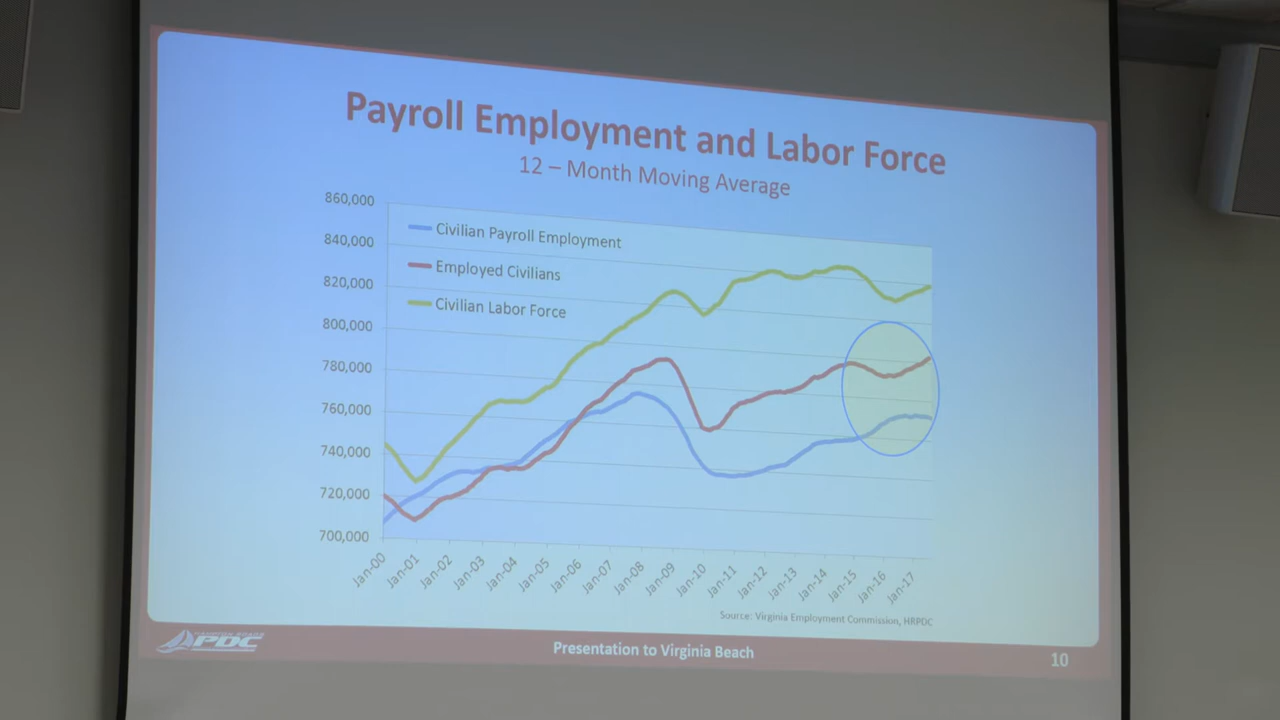 Payroll Employment and Labor Force
12 – Month Moving Average
860,000
840,000
820,000
800,000
780,000
760,000
740,000
720,000
700,000
Civilian Payroll Employment
Employed Civilians
Civilian Labor Force
Jan-00
Jan-01
Jan-02
Jan-03
Jan-04
Jan-05
Jan-06
Jan-07
Jan-08
Jan-09
Jan-10
Jan-11
Jan-12
Jan-13
Jan-14
Jan-15
Jan-16
Jan-17
Source: Virginia Employment Commission, HRPDC
PDC
Presentation to Virginia Beach
10